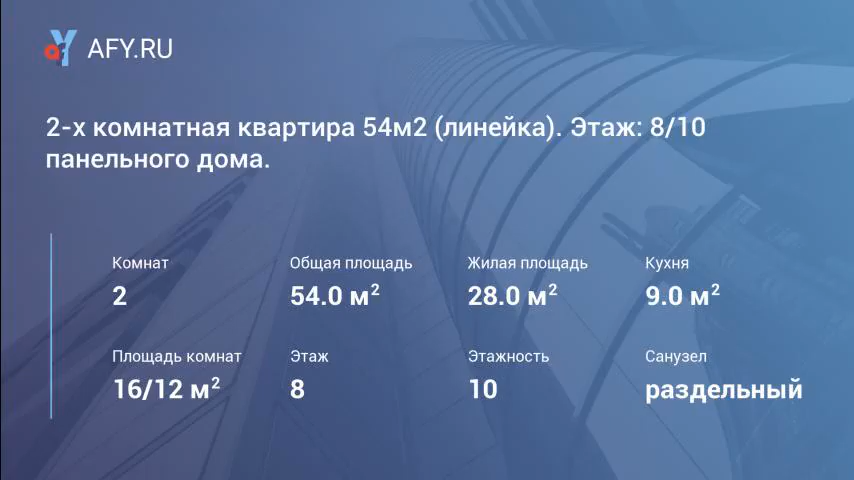 AFY.RU
2-х комнатная квартира 54м2 (линейка). Этаж: 8/10
панельного дома.
Комнат Общая площадь Жилая площадь Кухня
2 54.0 м² 28.0 м² 9.0 м²
Площадь комнат Этаж Этажность Санузел
16/12 м² 8 10 раздельный